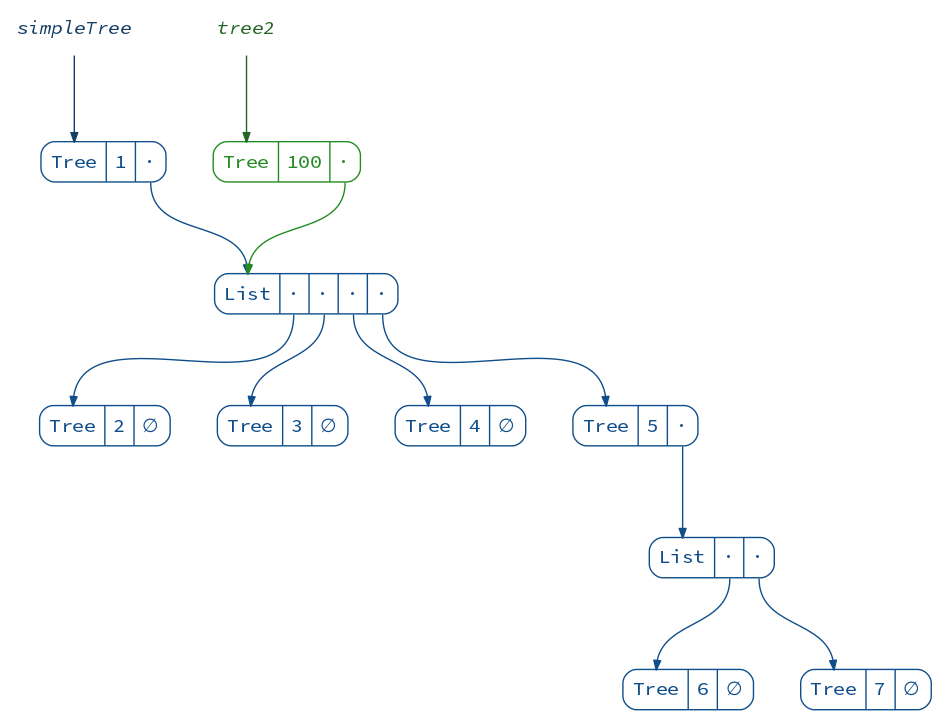 simpleTree tree2
Tree 1 · Tree 100 ·
List · · · ·
Tree 2 ∅ Tree 3 ∅ Tree 4 ∅ Tree 5 ·
List · ·
Tree 6 ∅ Tree 7 ∅